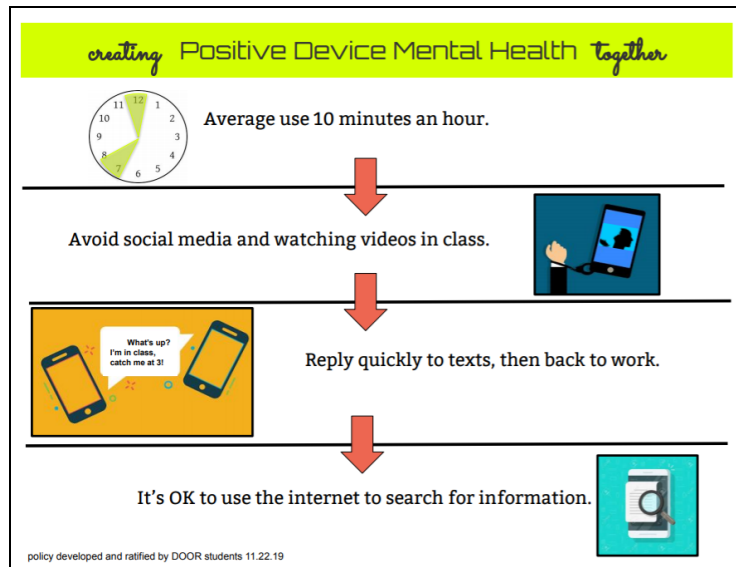 creating Positive Device Mental Health together
11 12 1
10 2
9 3
8 4
7 6 5
Average use 10 minutes an hour.
Avoid social media and watching videos in class.
What's up?
I'm in class,
catch me at 3!
Reply quickly to texts, then back to work.
It's OK to use the internet to search for information.
policy developed and ratified by DOOR students 11.22.19